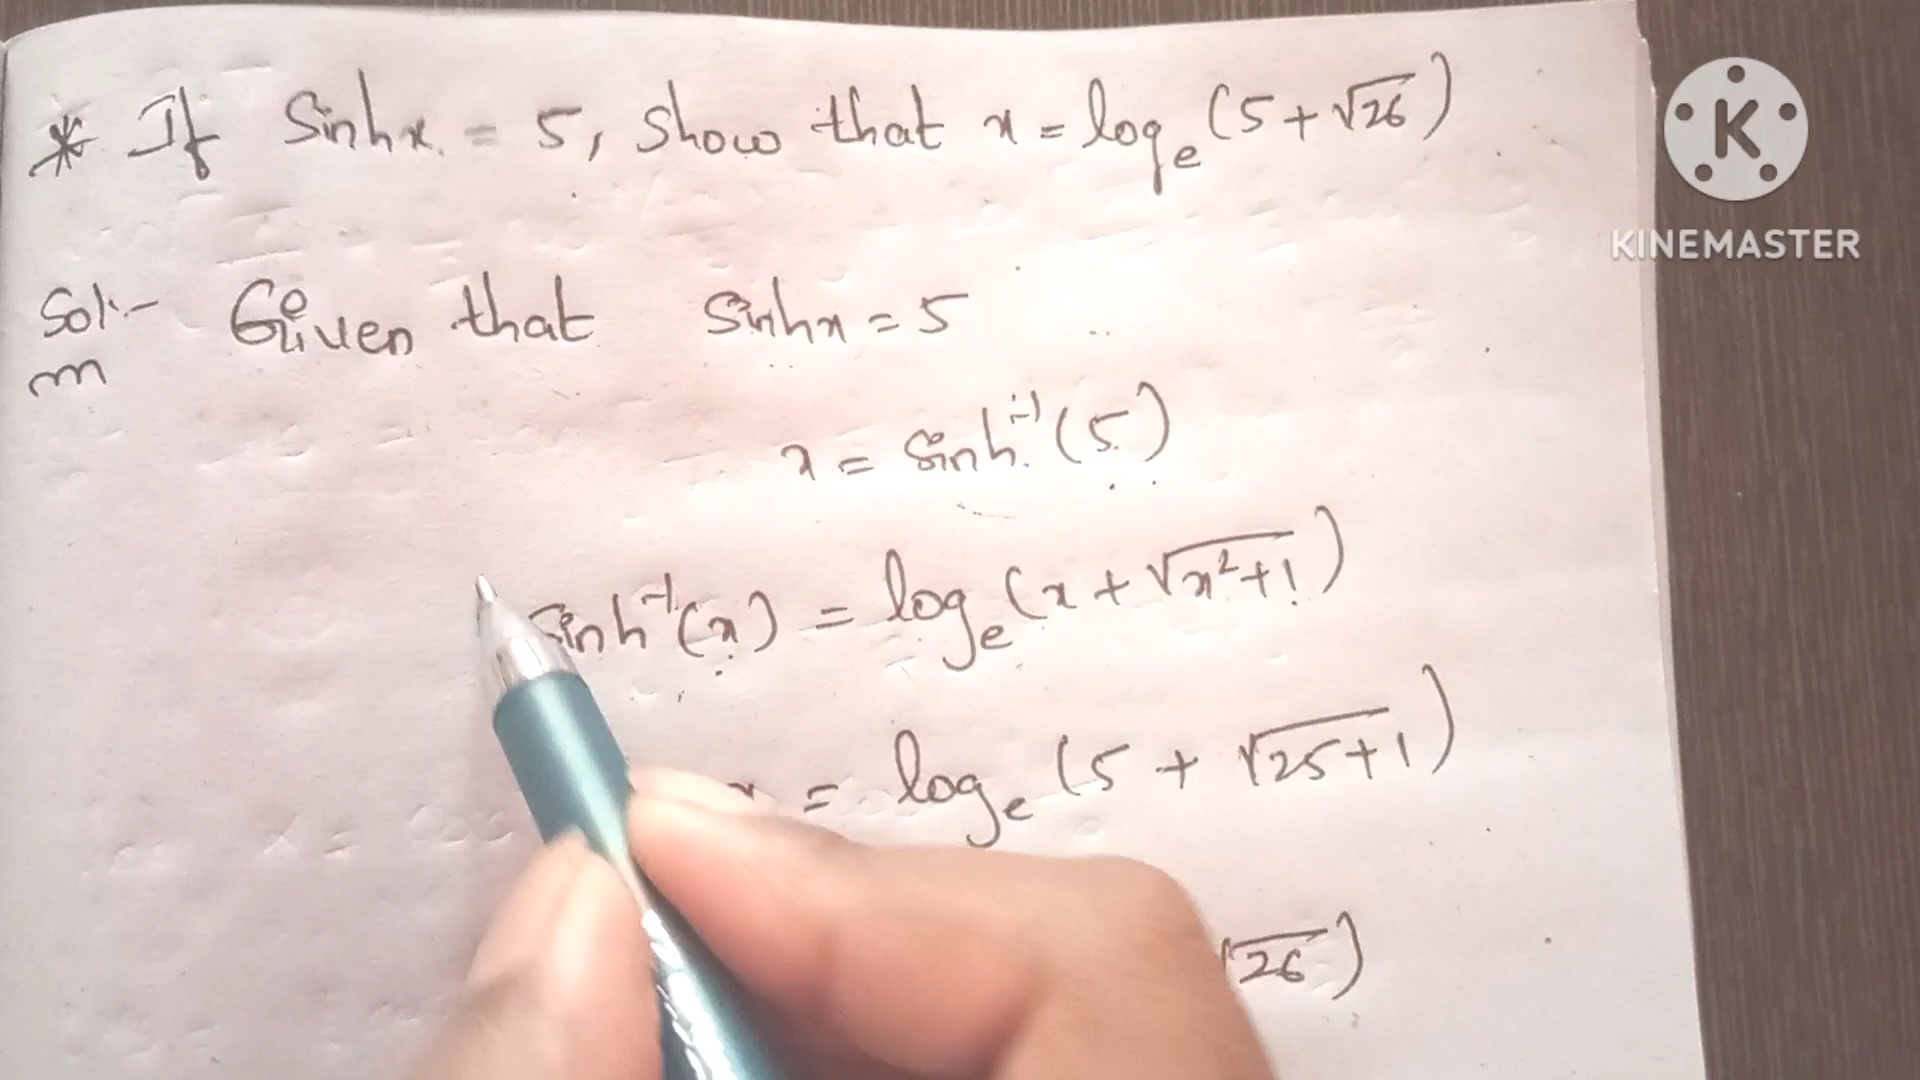 * If Sinhx = 5, Show that x = logₑ(5+√26)
K
KINEMASTER
Sol:- Given that Sinhx = 5
x = Sinh⁻¹(5)
Sinh⁻¹(x) = logₑ(x + √x²+1)
x = logₑ(5 + √25+1)
√26)